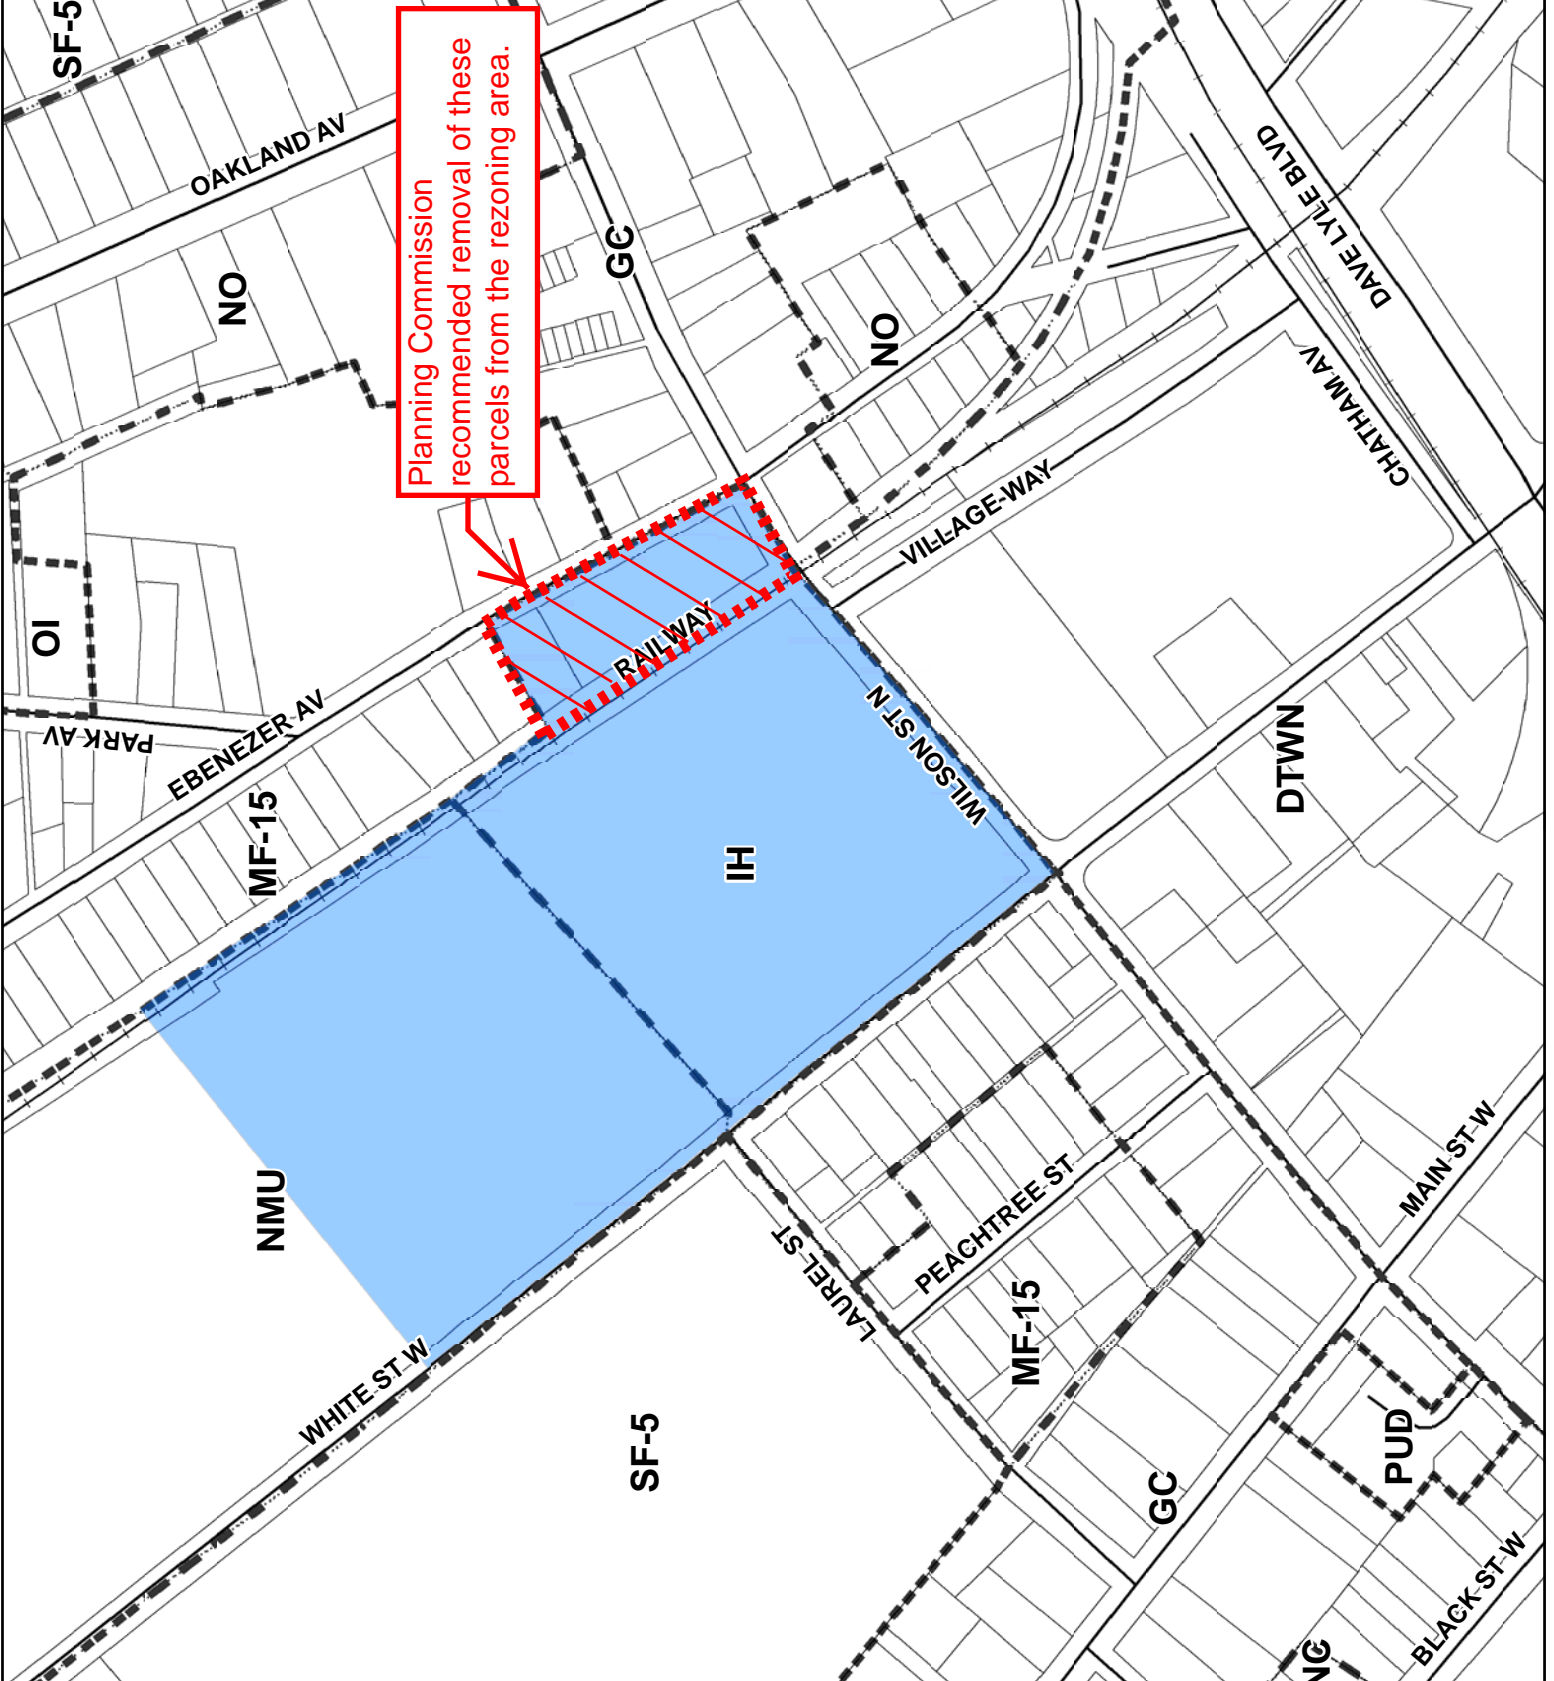 Planning Commission
recommended removal of these
parcels from the rezoning area.
SF-5
OAKLAND AV
NO
GC
OI
PARK AV
EBENEZER AV
MF-15
RAILWAY
NO
VILLAGE WAY
DAVE LYLE BLVD
CHATHAM AV
WILSON ST N
DTWN
IH
NMU
WHITE ST W
SF-5
LAUREL ST
PEACHTREE ST
MF-15
MAIN ST W
GC
PUD
BLACK ST W
NC